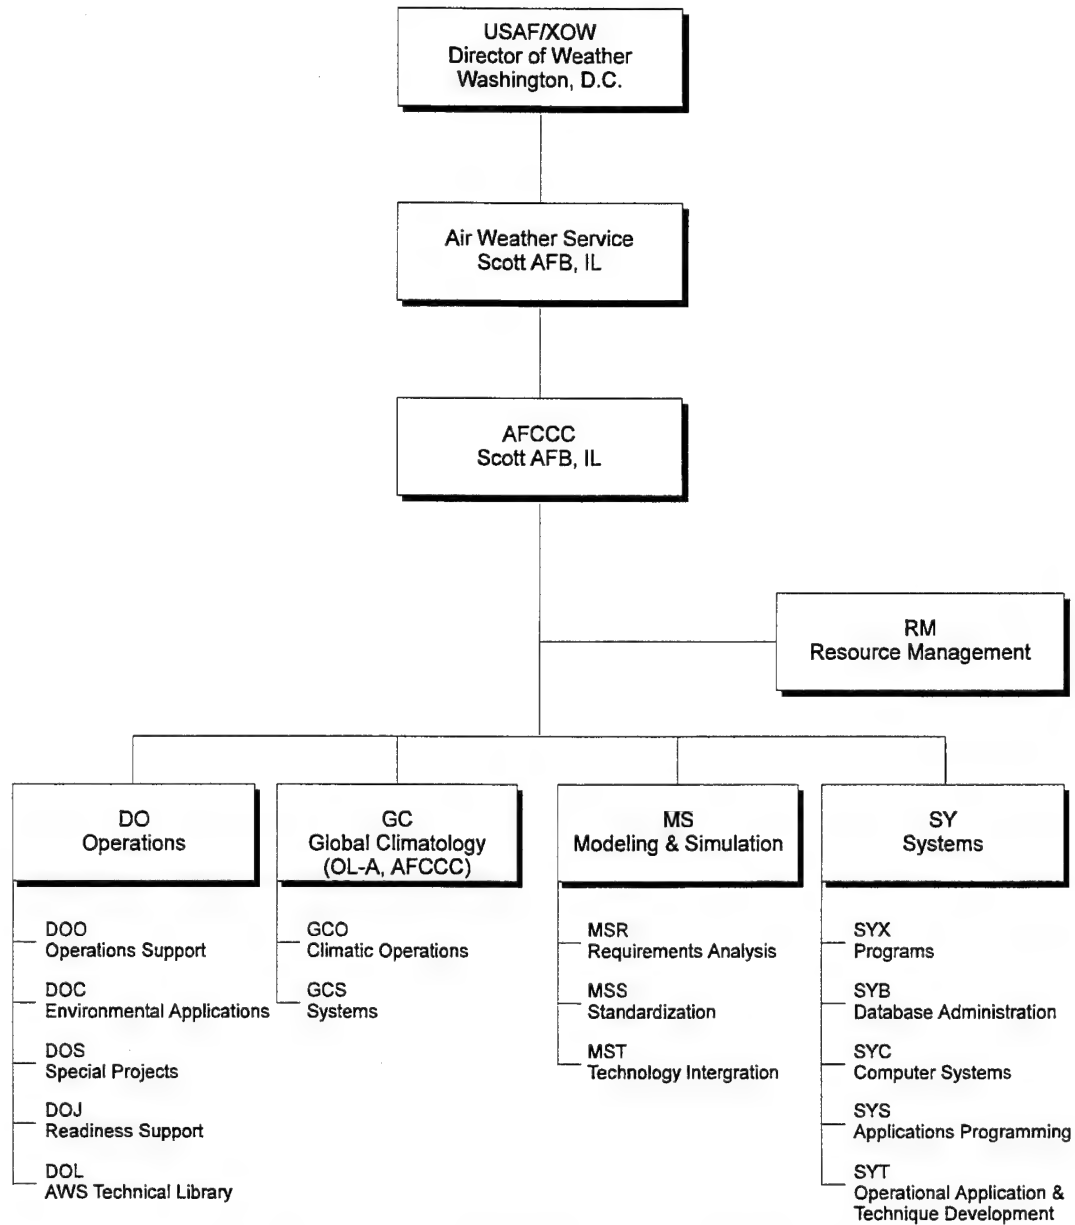 USAF/XOW
Director of Weather
Washington, D.C.
Air Weather Service
Scott AFB, IL
AFCCC
Scott AFB, IL
RM
Resource Management
DO
Operations
DOO
Operations Support
DOC
Environmental Applications
DOS
Special Projects
DOJ
Readiness Support
DOL
AWS Technical Library
GC
Global Climatology
(OL-A, AFCCC)
GCO
Climatic Operations
GCS
Systems
MS
Modeling & Simulation
MSR
Requirements Analysis
MSS
Standardization
MST
Technology Intergration
SY
Systems
SYX
Programs
SYB
Database Administration
SYC
Computer Systems
SYS
Applications Programming
SYT
Operational Application &
Technique Development